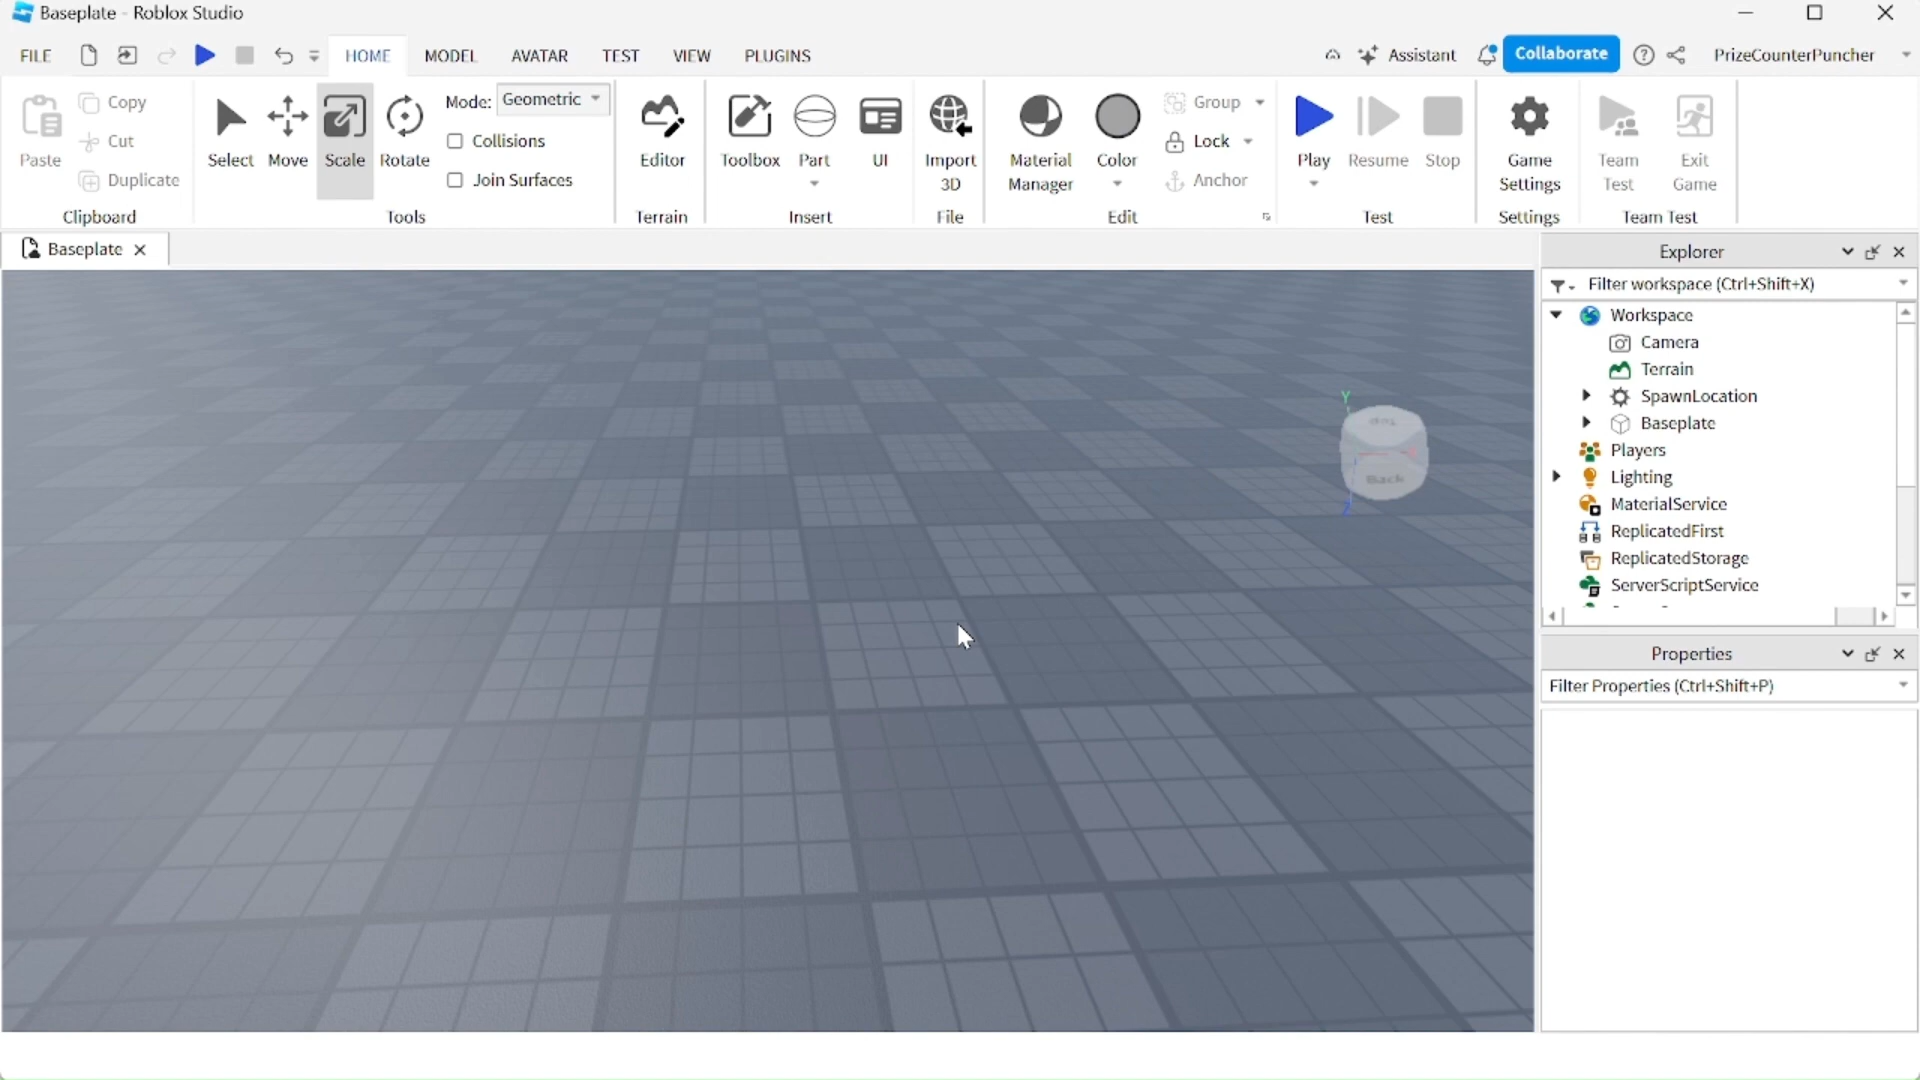 Baseplate - Roblox Studio
FILE HOME MODEL AVATAR TEST VIEW PLUGINS Assistant Collaborate PrizeCounterPuncher
Paste Copy Cut Duplicate
Clipboard
Select Move Scale Rotate
Mode: Geometric
Collisions
Join Surfaces
Tools
Editor
Terrain
Toolbox Part UI
Insert
Import
3D
File
Material
Manager
Color
Group
Lock
Anchor
Edit
Play Resume Stop
Test
Game
Settings
Settings
Team
Test
Exit
Game
Team Test
Baseplate
Y
Top
Back
Z
Explorer
Filter workspace (Ctrl+Shift+X)
Workspace
Camera
Terrain
SpawnLocation
Baseplate
Players
Lighting
MaterialService
ReplicatedFirst
ReplicatedStorage
ServerScriptService
Properties
Filter Properties (Ctrl+Shift+P)